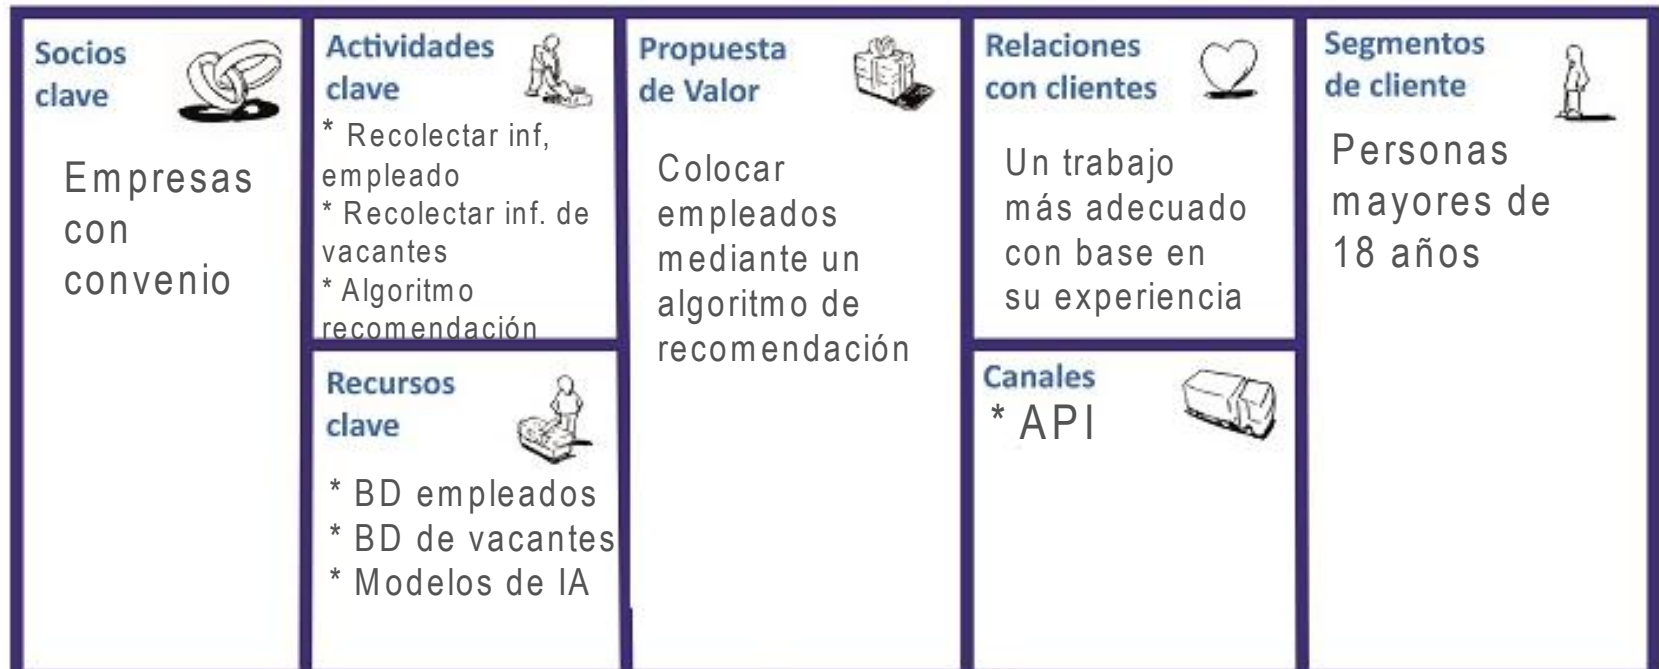 Socios
clave
Empresas
con
convenio
Actividades
clave
* Recolectar inf,
empleado
* Recolectar inf. de
vacantes
* Algoritmo
recomendación
Recursos
clave
* BD empleados
* BD de vacantes
* Modelos de IA
Propuesta
de Valor
Colocar
empleados
mediante un
algoritmo de
recomendación
Relaciones
con clientes
Un trabajo
más adecuado
con base en
su experiencia
Canales
* API
Segmentos
de cliente
Personas
mayores de
18 años